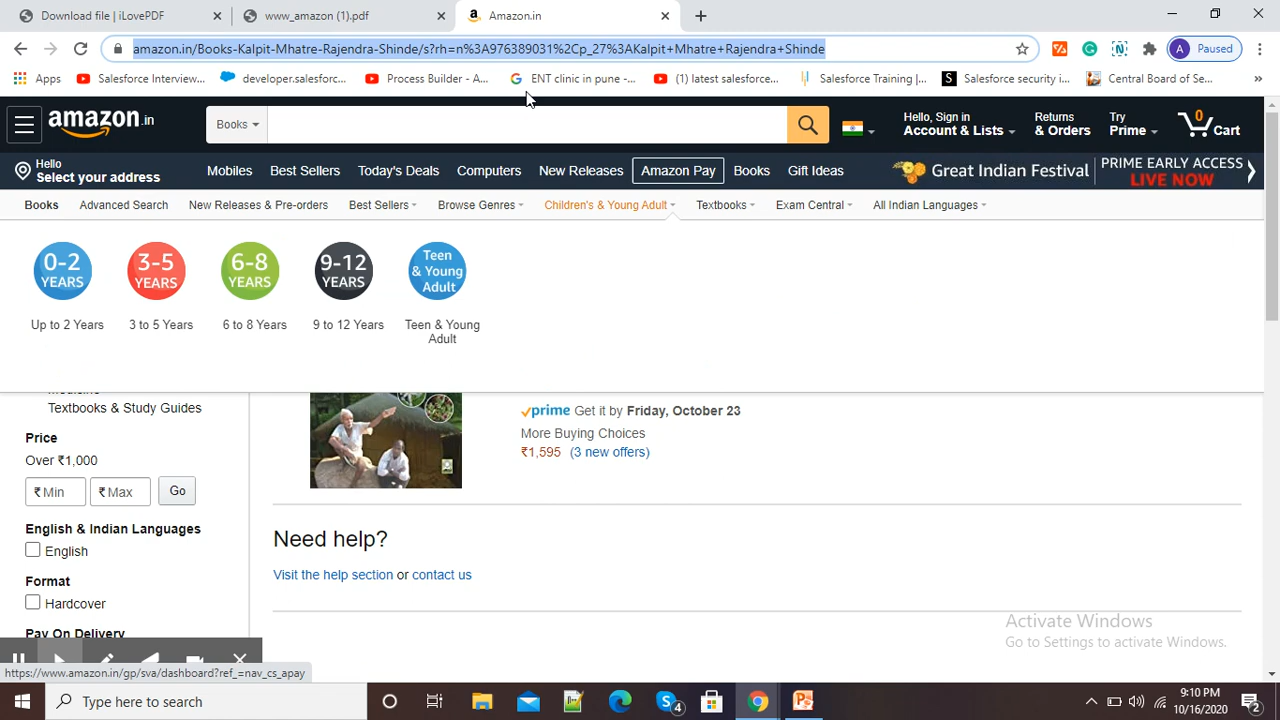 Download file | iLovePDF
www_amazon (1).pdf
Amazon.in
amazon.in/Books-Kalpit-Mhatre-Rajendra-Shinde/s?rh=n%3A976389031%2Cp_27%3AKalpit+Mhatre+Rajendra+Shinde
A Paused
Apps
Salesforce Interview...
developer.salesforc...
Process Builder - A...
ENT clinic in pune -...
(1) latest salesforce...
Salesforce Training |...
Salesforce security i...
Central Board of Se...
»
amazon.in
Books
Hello, Sign in
Account & Lists
Returns
& Orders
Try
Prime
0
Cart
Hello
Select your address
Mobiles
Best Sellers
Today's Deals
Computers
New Releases
Amazon Pay
Books
Gift Ideas
Great Indian Festival
PRIME EARLY ACCESS
LIVE NOW
Books
Advanced Search
New Releases & Pre-orders
Best Sellers
Browse Genres
Children's & Young Adult
Textbooks
Exam Central
All Indian Languages
0-2
YEARS
3-5
YEARS
6-8
YEARS
9-12
YEARS
Teen
& Young
Adult
Up to 2 Years
3 to 5 Years
6 to 8 Years
9 to 12 Years
Teen & Young
Adult
Textbooks & Study Guides
Price
Over ₹1,000
₹ Min
₹ Max
Go
English & Indian Languages
English
Format
Hardcover
Pay On Delivery
prime Get it by Friday, October 23
More Buying Choices
₹1,595 (3 new offers)
Need help?
Visit the help section or contact us
Activate Windows
Go to Settings to activate Windows.
https://www.amazon.in/gp/sva/dashboard?ref_=nav_cs_apay
Type here to search
4
9:10 PM
10/16/2020
2